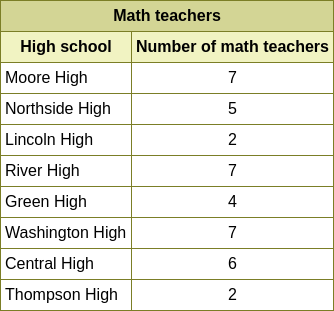 Math teachers
High school Number of math teachers
Moore High 7
Northside High 5
Lincoln High 2
River High 7
Green High 4
Washington High 7
Central High 6
Thompson High 2